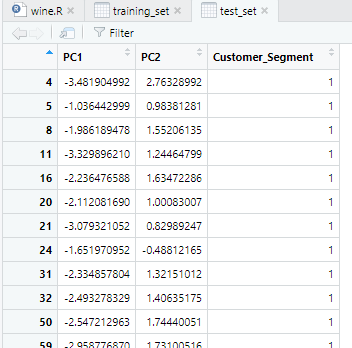 wine.R training_set test_set
Filter
PC1 PC2 Customer_Segment
4 -3.481904992 2.76328992 1
5 -1.036442999 0.98381281 1
8 -1.986189478 1.55206135 1
11 -3.329896210 1.24464799 1
16 -2.236476588 1.63472286 1
20 -2.112081690 1.00083007 1
21 -3.079321052 0.82989247 1
24 -1.651970952 -0.48812165 1
31 -2.334857804 1.32151012 1
32 -2.493278329 1.40635175 1
50 -2.547212963 1.74440051 1
59 -2.958776870 1.73100516 1